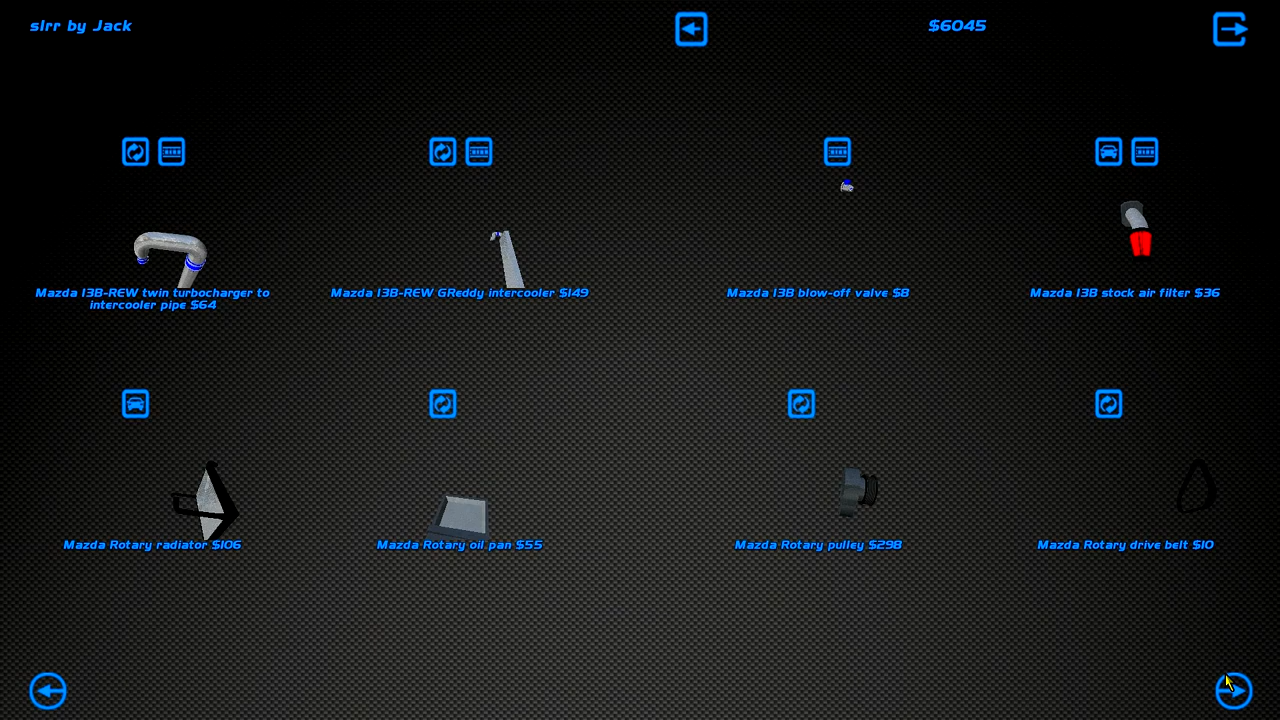 slrr by Jack
$6045
Mazda 13B-REW twin turbocharger to
intercooler pipe $64
Mazda 13B-REW GReddy intercooler $149
Mazda 13B blow-off valve $8
Mazda 13B stock air filter $36
Mazda Rotary radiator $106
Mazda Rotary oil pan $55
Mazda Rotary pulley $298
Mazda Rotary drive belt $10